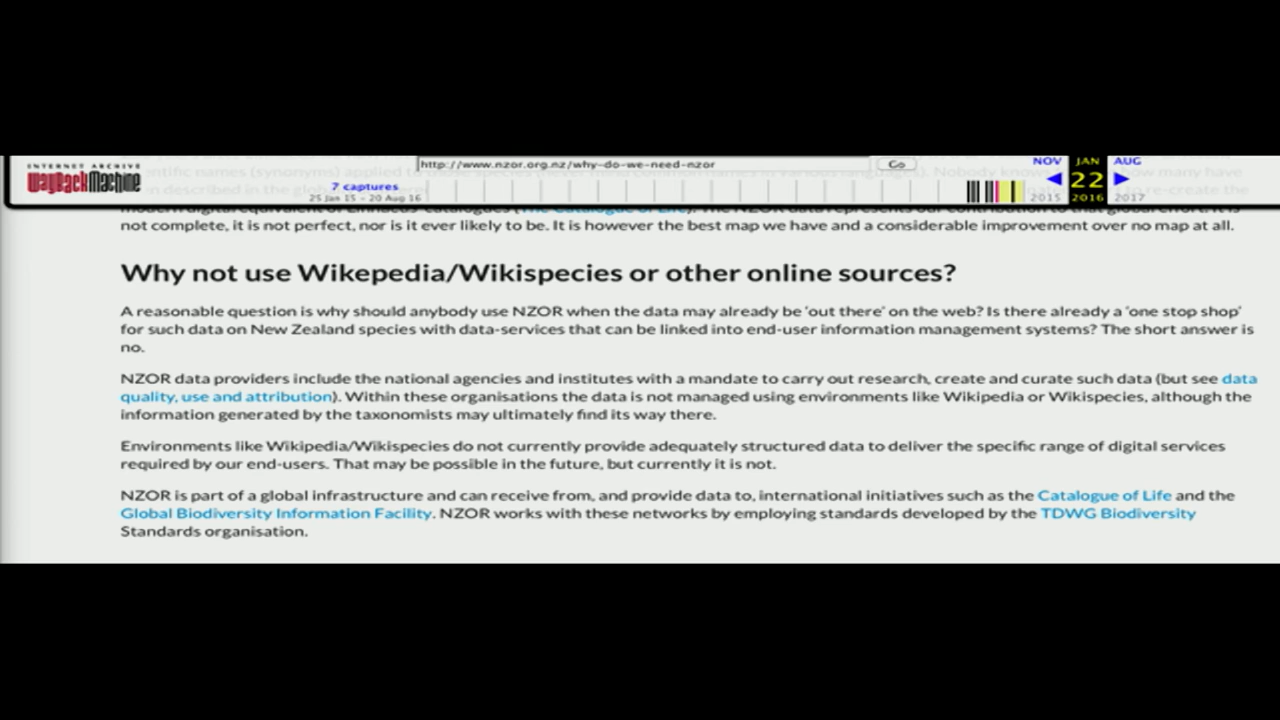 INTERNET ARCHIVE
WayBackMachine
http://www.nzor.org.nz/why-do-we-need-nzor
Go
7 captures
25 Jan 15 - 20 Aug 16
NOV JAN AUG
22
2015 2016 2017
not complete, it is not perfect, nor is it ever likely to be. It is however the best map we have and a considerable improvement over no map at all.
Why not use Wikepedia/Wikispecies or other online sources?
A reasonable question is why should anybody use NZOR when the data may already be ‘out there’ on the web? Is there already a ‘one stop shop’
for such data on New Zealand species with data-services that can be linked into end-user information management systems? The short answer is
no.
NZOR data providers include the national agencies and institutes with a mandate to carry out research, create and curate such data (but see data
quality, use and attribution). Within these organisations the data is not managed using environments like Wikipedia or Wikispecies, although the
information generated by the taxonomists may ultimately find its way there.
Environments like Wikipedia/Wikispecies do not currently provide adequately structured data to deliver the specific range of digital services
required by our end-users. That may be possible in the future, but currently it is not.
NZOR is part of a global infrastructure and can receive from, and provide data to, international initiatives such as the Catalogue of Life and the
Global Biodiversity Information Facility. NZOR works with these networks by employing standards developed by the TDWG Biodiversity
Standards organisation.